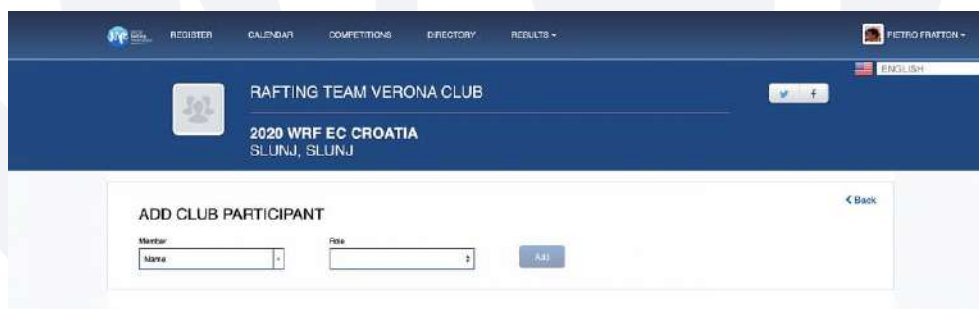 REGISTER CALENDAR COMPETITIONS DIRECTORY RESULTS PIETRO FRATTON
ENGLISH
RAFTING TEAM VERONA CLUB
2020 WRF EC CROATIA
SLUNJ, SLUNJ
Back
ADD CLUB PARTICIPANT
Member Role
Name Add